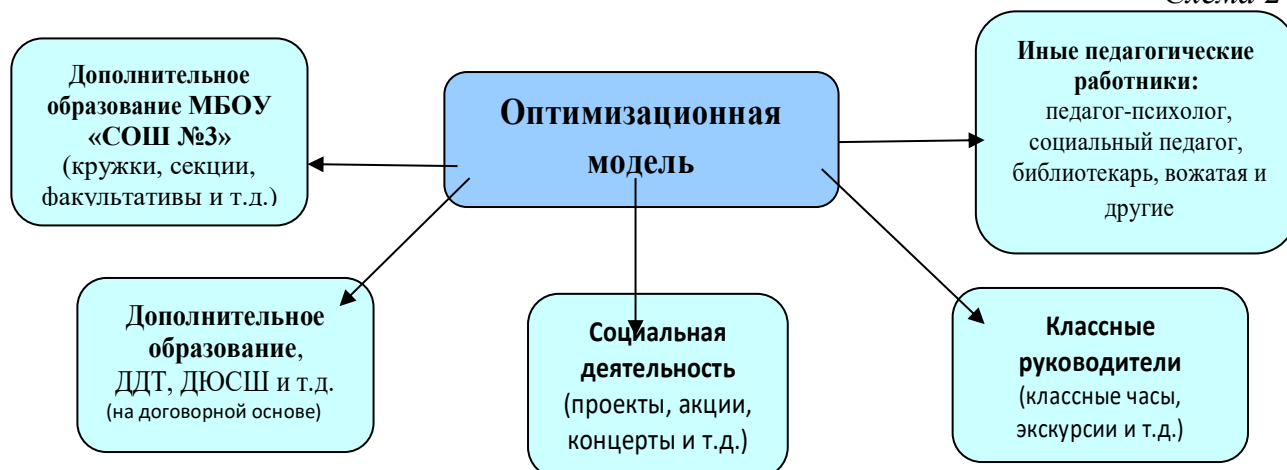 Схема 2
Дополнительное
образование МБОУ
«СОШ №3»
(кружки, секции,
факультативы и т.д.)
Оптимизационная
модель
Иные педагогические
работники:
педагог-психолог,
социальный педагог,
библиотекарь, вожатая и
другие
Дополнительное
образование,
ДДТ, ДЮСШ и т.д.
(на договорной основе)
Социальная
деятельность
(проекты, акции,
концерты и т.д.)
Классные
руководители
(классные часы,
экскурсии и т.д.)